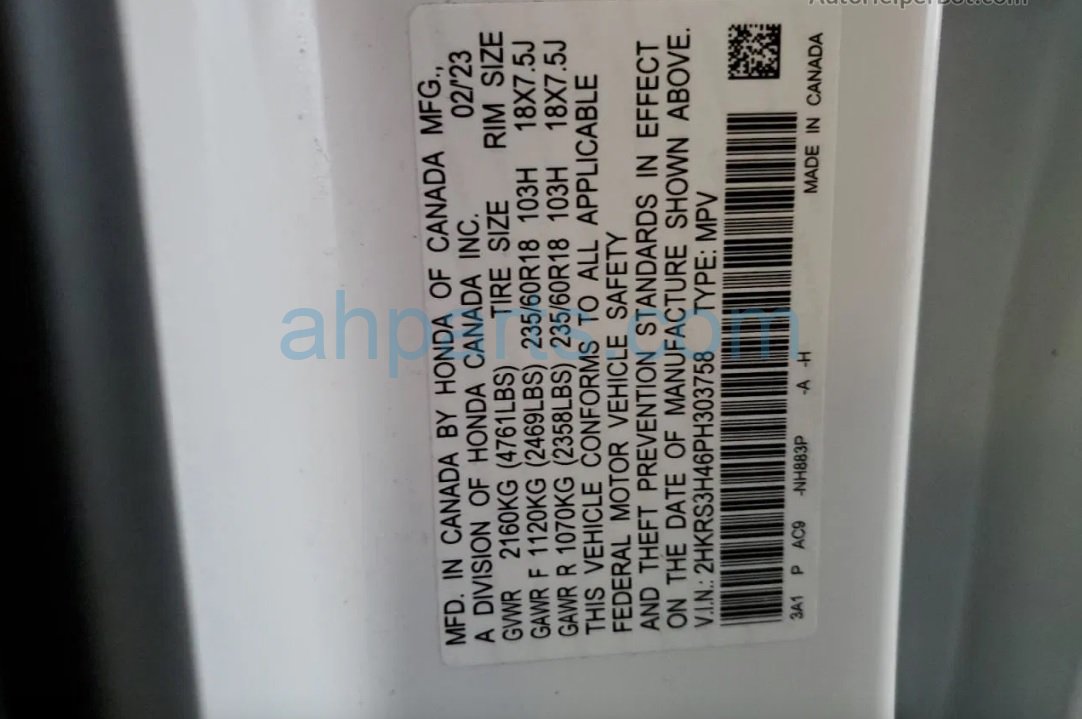 AutoHelperBot.com
MFD. IN CANADA BY HONDA OF CANADA MFG.,
A DIVISION OF HONDA CANADA INC. 02/'23
GVWR 2160KG (4761LBS) TIRE SIZE RIM SIZE
GAWR F 1120KG (2469LBS) 235/60R18 103H 18X7.5J
GAWR R 1070KG (2358LBS) 235/60R18 103H 18X7.5J
THIS VEHICLE CONFORMS TO ALL APPLICABLE
FEDERAL MOTOR VEHICLE SAFETY
AND THEFT PREVENTION STANDARDS IN EFFECT
ON THE DATE OF MANUFACTURE SHOWN ABOVE.
V.I.N.: 2HKRS3H46PH303758 TYPE: MPV
3A1 P AC9 -NH883P -A -H MADE IN CANADA
ahparts.com